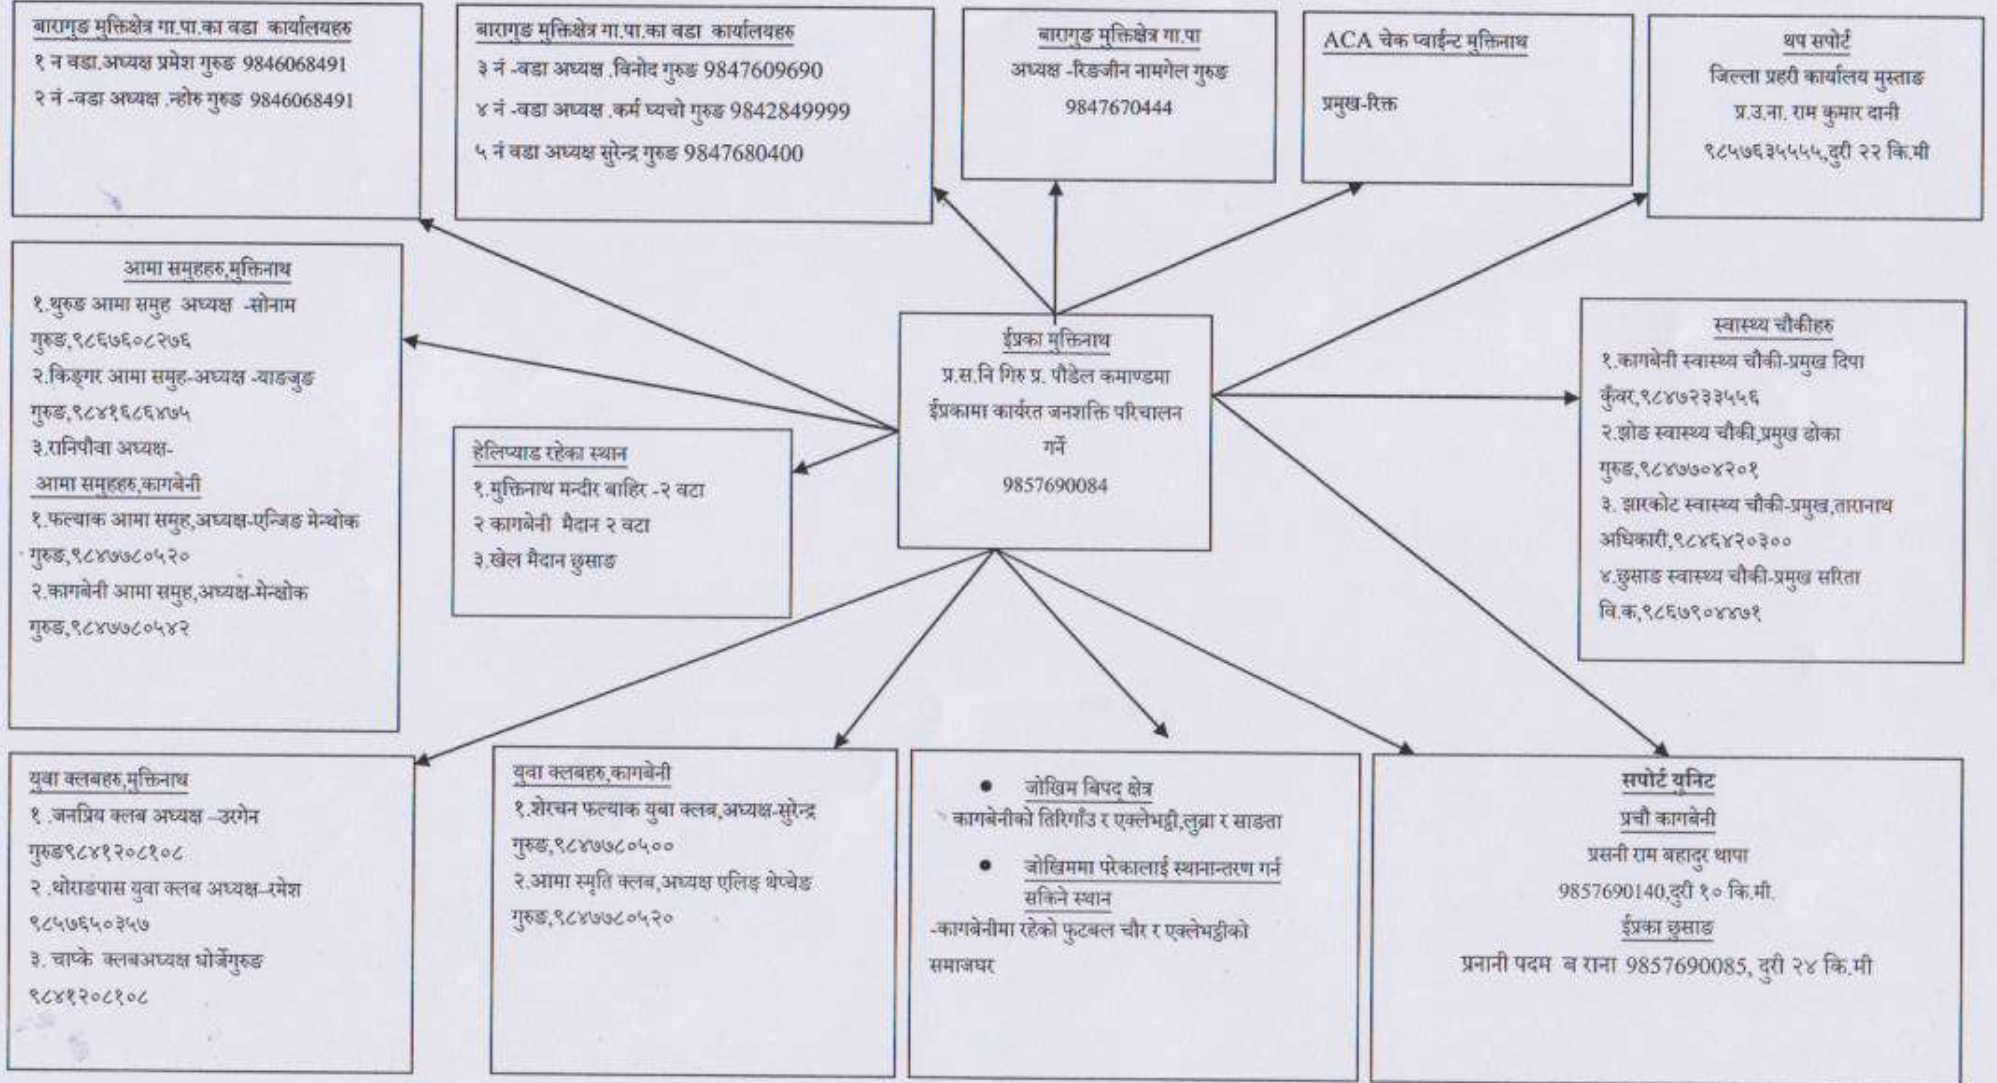 बारागुङ मुक्तिक्षेत्र गा.पा.का वडा कार्यालयहरु
१ न वडा.अध्यक्ष प्रमेश गुरुङ 9846068491
२ नं -वडा अध्यक्ष .न्होरु गुरुङ 9846068491
बारागुङ मुक्तिक्षेत्र गा.पा.का वडा कार्यालयहरु
३ नं -वडा अध्यक्ष .विनोद गुरुङ 9847609690
४ नं -वडा अध्यक्ष .कर्म घ्यचो गुरुङ 9842849999
५ नं वडा अध्यक्ष सुरेन्द्र गुरुङ 9847680400
बारागुङ मुक्तिक्षेत्र गा.पा
अध्यक्ष -रिङजीन नामगेल गुरुङ
9847670444
ACA चेक प्वाईन्ट मुक्तिनाथ
प्रमुख-रिक्त
थप सपोर्ट
जिल्ला प्रहरी कार्यालय मुस्ताङ
प्र.उ.ना. राम कुमार दानी
९८५७६३५५५५,दुरी २२ कि.मी
आमा समुहहरु,मुक्तिनाथ
१.थुरुङ आमा समुह अध्यक्ष -सोनाम
गुरुङ,९८६७६०८२७६
२.किङ्गर आमा समुह-अध्यक्ष -याङजुङ
गुरुङ,९८४१६८६४७५
३.रानिपौवा अध्यक्ष-
आमा समुहहरु,कागबेनी
१.फल्याक आमा समुह,अध्यक्ष-एन्जिङ मेन्थोक
गुरुङ,९८४७७८०५२०
२.कागबेनी आमा समुह,अध्यक्ष-मेन्क्षोक
गुरुङ,९८४७७८०५४२
ईप्रका मुक्तिनाथ
प्र.स.नि गिरु प्र. पौडेल कमाण्डमा
ईप्रकामा कार्यरत जनशक्ति परिचालन
गर्ने
9857690084
हेलिप्याड रहेका स्थान
१.मुक्तिनाथ मन्दीर बाहिर -२ वटा
२ कागबेनी मैदान २ वटा
३.खेल मैदान छुसाङ
स्वास्थ्य चौकीहरु
१.कागबेनी स्वास्थ्य चौकी-प्रमुख दिपा
कुँवर,९८४७२३३५५६
२.झोङ स्वास्थ्य चौकी,प्रमुख ढोका
गुरुङ,९८४७७०४२०१
३. झारकोट स्वास्थ्य चौकी-प्रमुख,तारानाथ
अधिकारी,९८४६४२०३००
४.छुसाङ स्वास्थ्य चौकी-प्रमुख सरिता
वि.क,९८६७९०४४७१
युवा क्लबहरु,मुक्तिनाथ
१ .जनप्रिय क्लब अध्यक्ष –उरगेन
गुरुङ९८४१२०८१०८
२ .थोराङपास युवा क्लब अध्यक्ष–रमेश
९८५७६५०३५७
३. चाप्के क्लबअध्यक्ष घोर्जेगुरुङ
९८४१२०८१०८
युवा क्लबहरु,कागबेनी
१.शेरचन फल्याक युबा क्लब,अध्यक्ष-सुरेन्द्र
गुरुङ,९८४७७८०५००
२.आमा स्मृति क्लब,अध्यक्ष एलिङ थेप्चेङ
गुरुङ,९८४७७८०५२०
• जोखिम बिपद् क्षेत्र
कागबेनीको तिरिगाँउ र एक्लेभट्टी,लुब्रा र साङता
• जोखिममा परेकालाई स्थानान्तरण गर्न
सकिने स्थान
-कागबेनीमा रहेको फुटबल चौर र एक्लेभट्टीको
समाजघर
सपोर्ट युनिट
प्रचौ कागबेनी
प्रसनी राम बहादुर थापा
9857690140,दुरी १० कि.मी.
ईप्रका छुसाङ
प्रनानी पदम ब राना 9857690085, दुरी २४ कि.मी